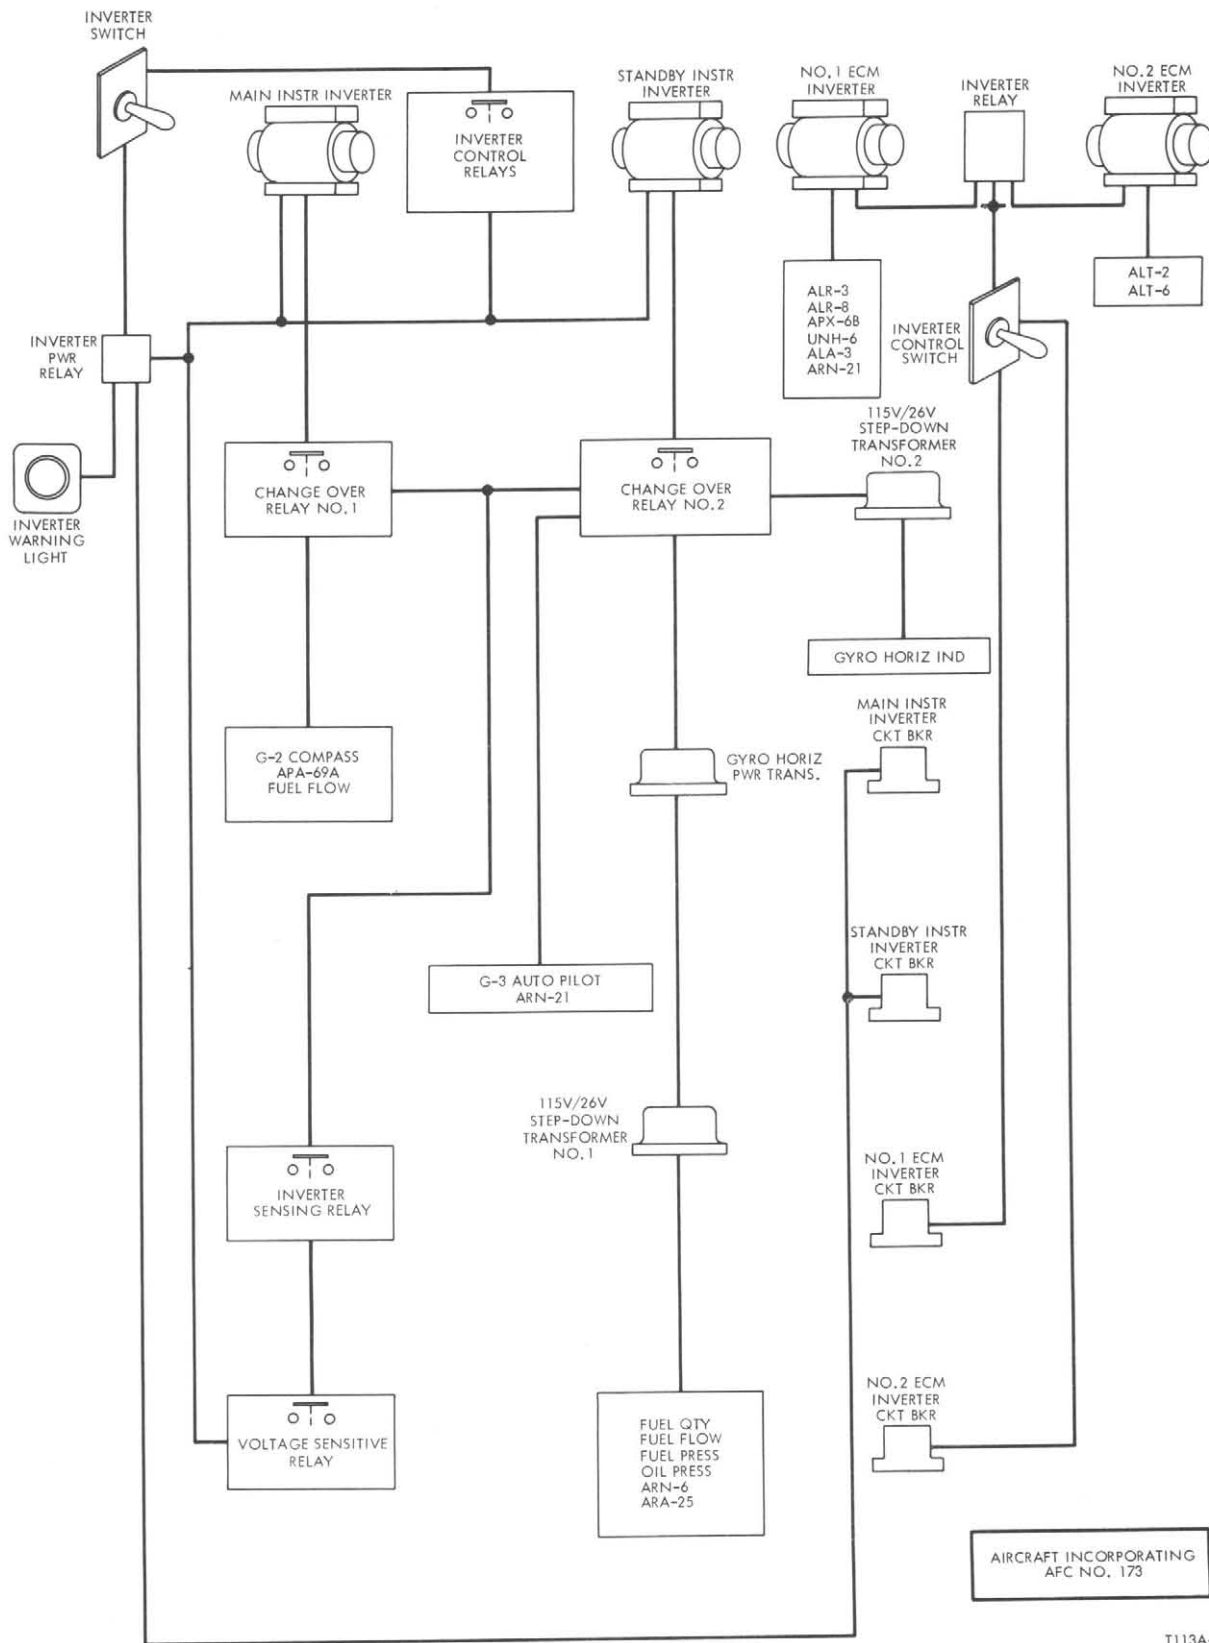 INVERTER
SWITCH
MAIN INSTR INVERTER
INVERTER
CONTROL
RELAYS
STANDBY INSTR
INVERTER
NO.1 ECM
INVERTER
INVERTER
RELAY
NO.2 ECM
INVERTER
ALR-3
ALR-8
APX-6B
UNH-6
ALA-3
ARN-21
ALT-2
ALT-6
INVERTER
CONTROL
SWITCH
INVERTER
PWR
RELAY
INVERTER
WARNING
LIGHT
CHANGE OVER
RELAY NO.1
CHANGE OVER
RELAY NO.2
115V/26V
STEP-DOWN
TRANSFORMER
NO.2
GYRO HORIZ IND
G-2 COMPASS
APA-69A
FUEL FLOW
GYRO HORIZ
PWR TRANS.
MAIN INSTR
INVERTER
CKT BKR
G-3 AUTO PILOT
ARN-21
STANDBY INSTR
INVERTER
CKT BKR
115V/26V
STEP-DOWN
TRANSFORMER
NO.1
INVERTER
SENSING RELAY
NO.1 ECM
INVERTER
CKT BKR
VOLTAGE SENSITIVE
RELAY
FUEL QTY
FUEL FLOW
FUEL PRESS
OIL PRESS
ARN-6
ARA-25
NO.2 ECM
INVERTER
CKT BKR
AIRCRAFT INCORPORATING
AFC NO. 173